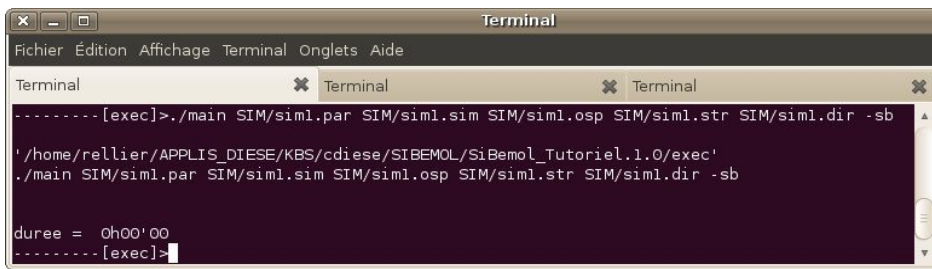 Terminal
Fichier Édition Affichage Terminal Onglets Aide
Terminal Terminal Terminal
---------[exec]>./main SIM/sim1.par SIM/sim1.sim SIM/sim1.osp SIM/sim1.str SIM/sim1.dir -sb
'/home/rellier/APPLIS_DIESE/KBS/cdiese/SIBEMOL/SiBemol_Tutoriel.1.0/exec'
./main SIM/sim1.par SIM/sim1.sim SIM/sim1.osp SIM/sim1.str SIM/sim1.dir -sb
duree =  0h00'00
---------[exec]>